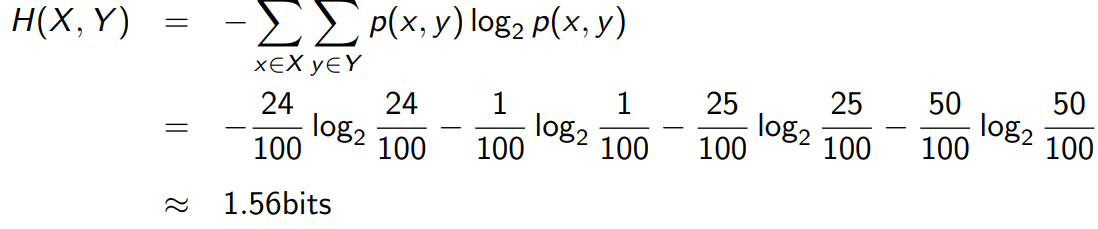 H(X, Y) = − ∑_{x∈X} ∑_{y∈Y} p(x, y) log₂ p(x, y)
= − 24/100 log₂ 24/100 − 1/100 log₂ 1/100 − 25/100 log₂ 25/100 − 50/100 log₂ 50/100
≈ 1.56bits